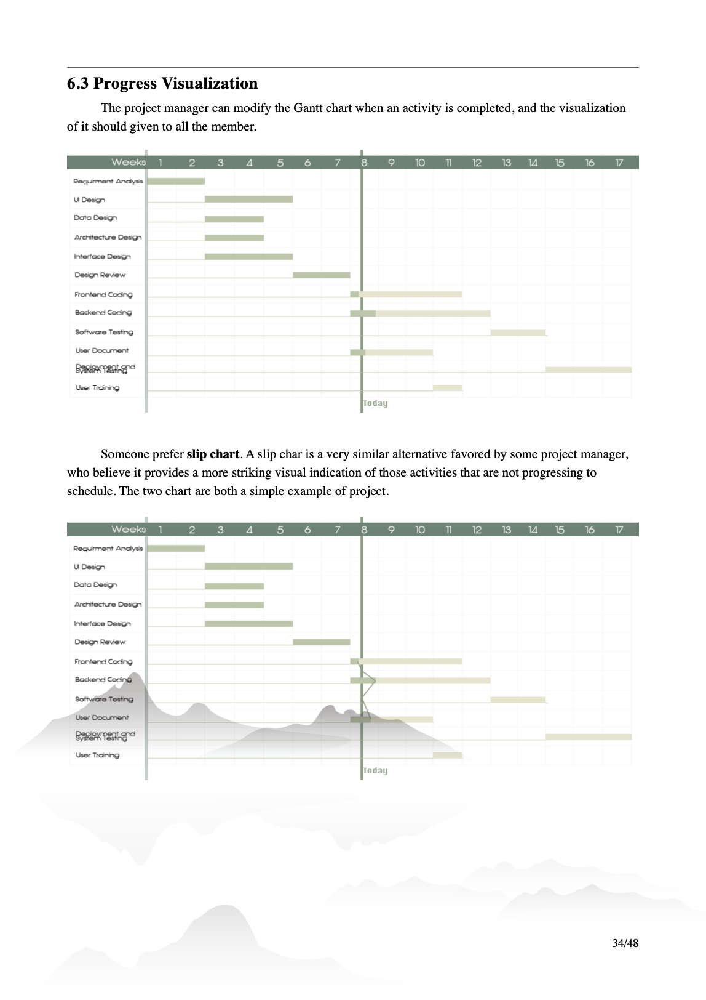 6.3 Progress Visualization
The project manager can modify the Gantt chart when an activity is completed, and the visualization
of it should given to all the member.
Weeks 1 2 3 4 5 6 7 8 9 10 11 12 13 14 15 16 17
Requirment Analysis
UI Design
Data Design
Architecture Design
Interface Design
Design Review
Frontend Coding
Backend Coding
Software Testing
User Document
Deployment and
System Testing
User Training
Today
Someone prefer slip chart. A slip char is a very similar alternative favored by some project manager,
who believe it provides a more striking visual indication of those activities that are not progressing to
schedule. The two chart are both a simple example of project.
Weeks 1 2 3 4 5 6 7 8 9 10 11 12 13 14 15 16 17
Requirment Analysis
UI Design
Data Design
Architecture Design
Interface Design
Design Review
Frontend Coding
Backend Coding
Software Testing
User Document
Deployment and
System Testing
User Training
Today
34/48